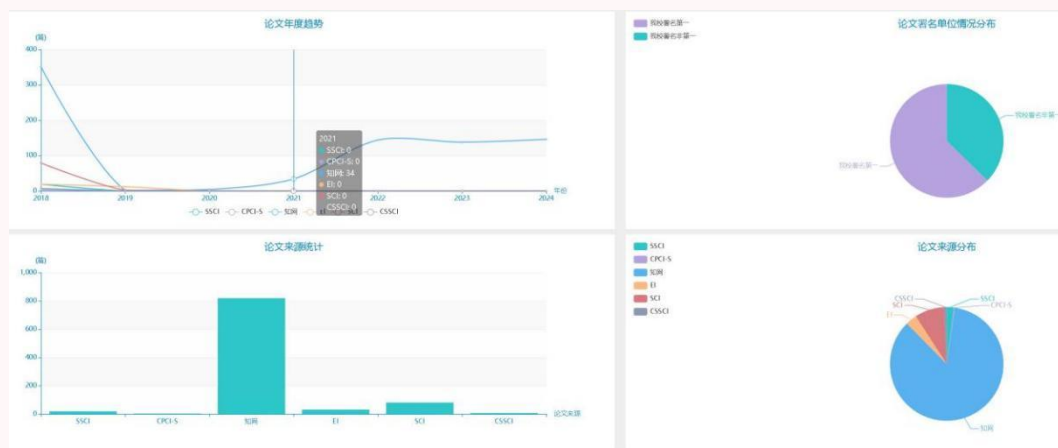 论文年度趋势
(篇)
400
300
200
100
0
2018
2019
2020
2021
2022
2023
2024
年份
2021
SSCI: 0
CPCI-S: 0
知网: 34
EI: 0
SCI: 0
CSSCI: 0
SSCI
CPCI-S
知网
EI
SCI
CSSCI
论文署名单位情况分布
我校署名第一
我校署名非第一
我校署名非第一
我校署名第一
论文来源统计
(篇)
1,000
800
600
400
200
0
SSCI
CPCI-S
知网
EI
SCI
CSSCI
论文来源
论文来源分布
SSCI
CPCI-S
知网
EI
SCI
CSSCI
CSSCI
SSCI
SCI
CPCI-S
EI
知网